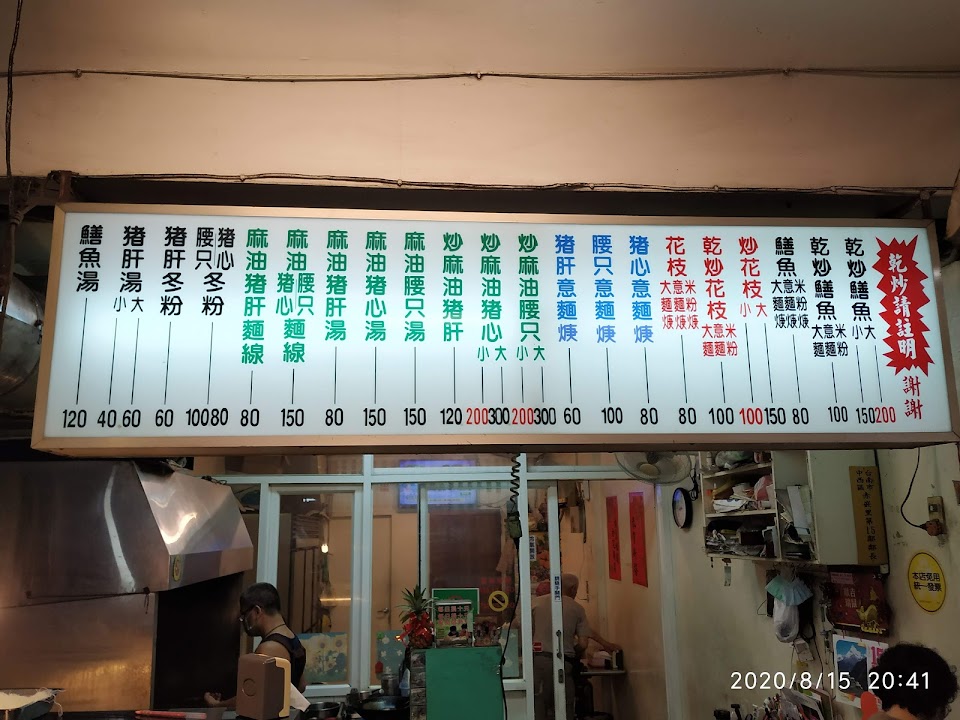 乾炒請註明
謝謝
乾炒鱔魚 小 大 150 200
乾炒鱔魚 大麵 意麵 米粉 100
鱔魚 大麵焿 意麵焿 米粉焿 80
炒花枝 小 大 100 150
乾炒花枝 大麵 意麵 米粉 100
花枝 大麵焿 意麵焿 米粉焿 80
豬心意麵焿 80
腰只意麵焿 100
豬肝意麵焿 60
炒麻油腰只 小 大 200 300
炒麻油豬心 小 大 200 300
炒麻油豬肝 120
麻油腰只湯 150
麻油豬心湯 150
麻油豬肝湯 80
麻油豬心腰只麵線 150
麻油豬肝麵線 80
豬心腰只冬粉 100 80
豬肝冬粉 60
豬肝湯 小 大 40 60
鱔魚湯 120
本店使用
統一發票
2020/8/15 20:41